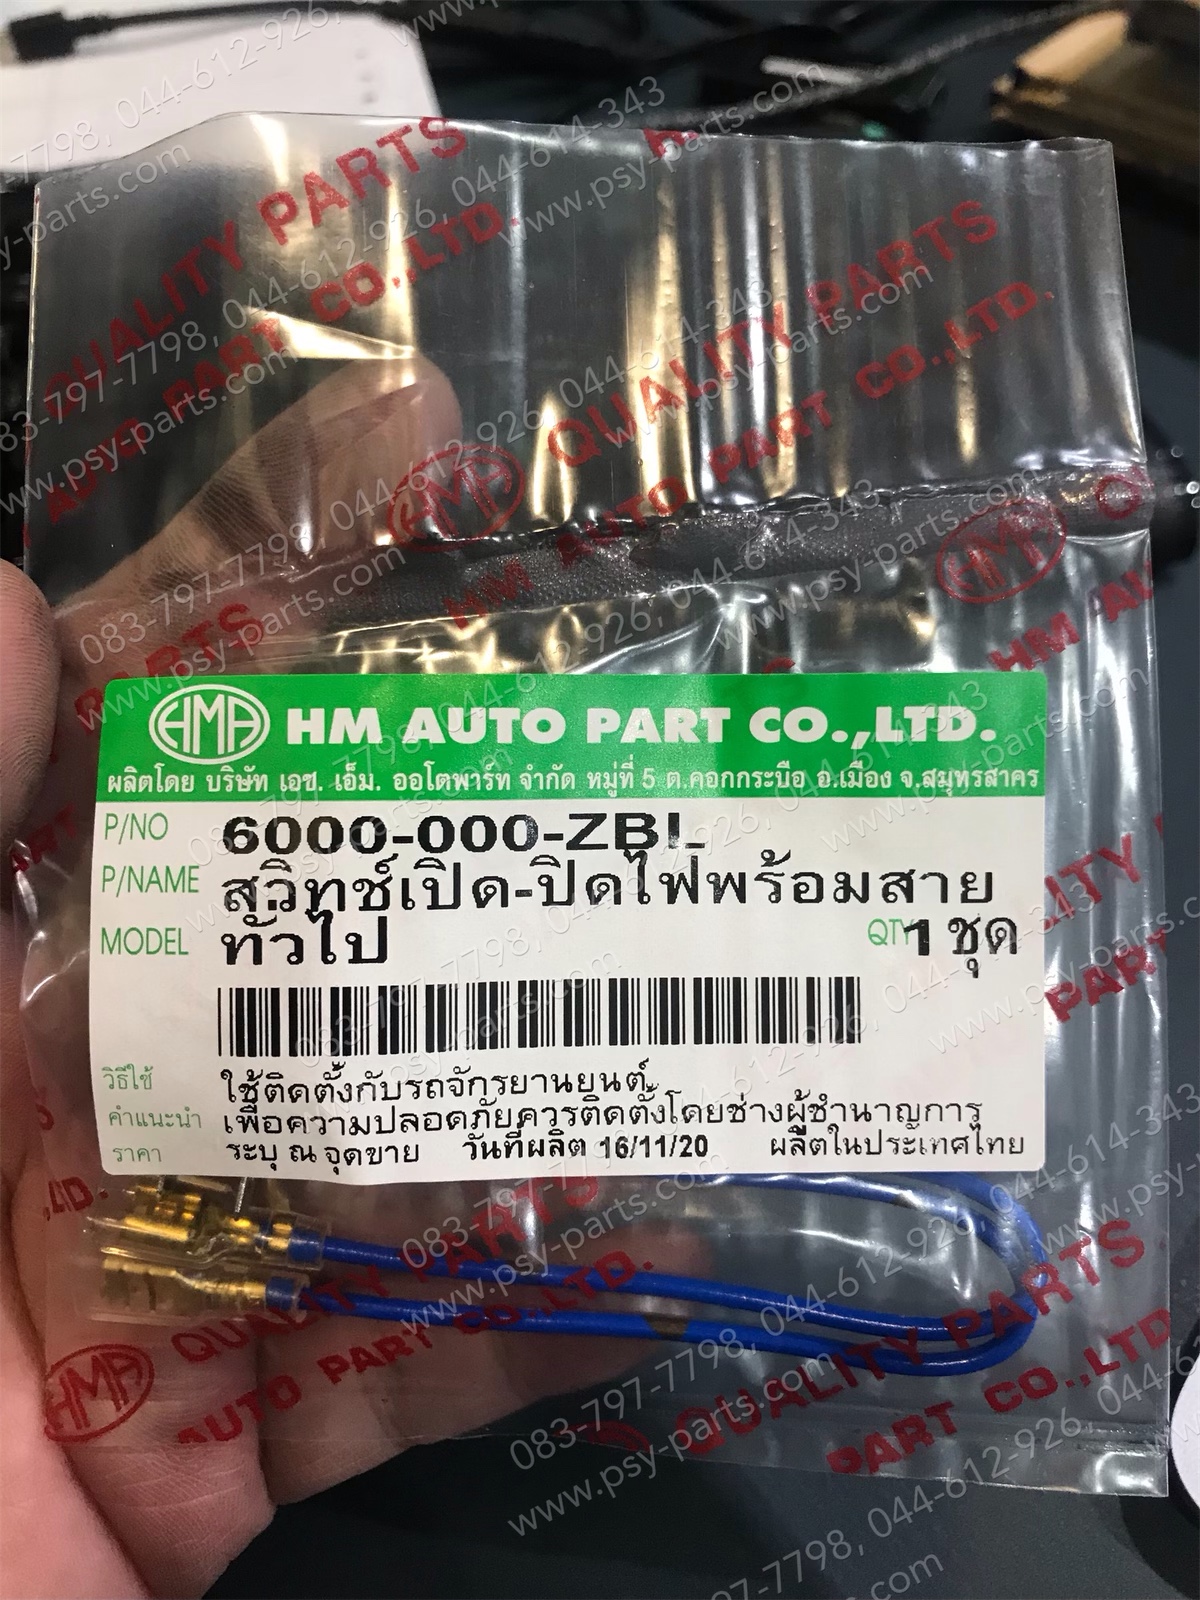 HMA HM AUTO PART CO.,LTD.
ผลิตโดย บริษัท เอช. เอ็ม. ออโตพาร์ท จำกัด หมู่ที่ 5 ต.คอกกระบือ อ.เมือง จ.สมุทรสาคร
P/NO 6000-000-ZBL
P/NAME สวิทช์เปิด-ปิดไฟพร้อมสาย
MODEL ทั่วไป QTY 1 ชุด
วิธีใช้ ใช้ติดตั้งกับรถจักรยานยนต์
คำแนะนำ เพื่อความปลอดภัยควรติดตั้งโดยช่างผู้ชำนาญการ
ราคา ระบุ ณ จุดขาย วันที่ผลิต 16/11/20 ผลิตในประเทศไทย
HMA QUALITY PARTS
HM AUTO PART CO.,LTD.
083-797-7798, 044-612-926, 044-614-343
www.psy-parts.com